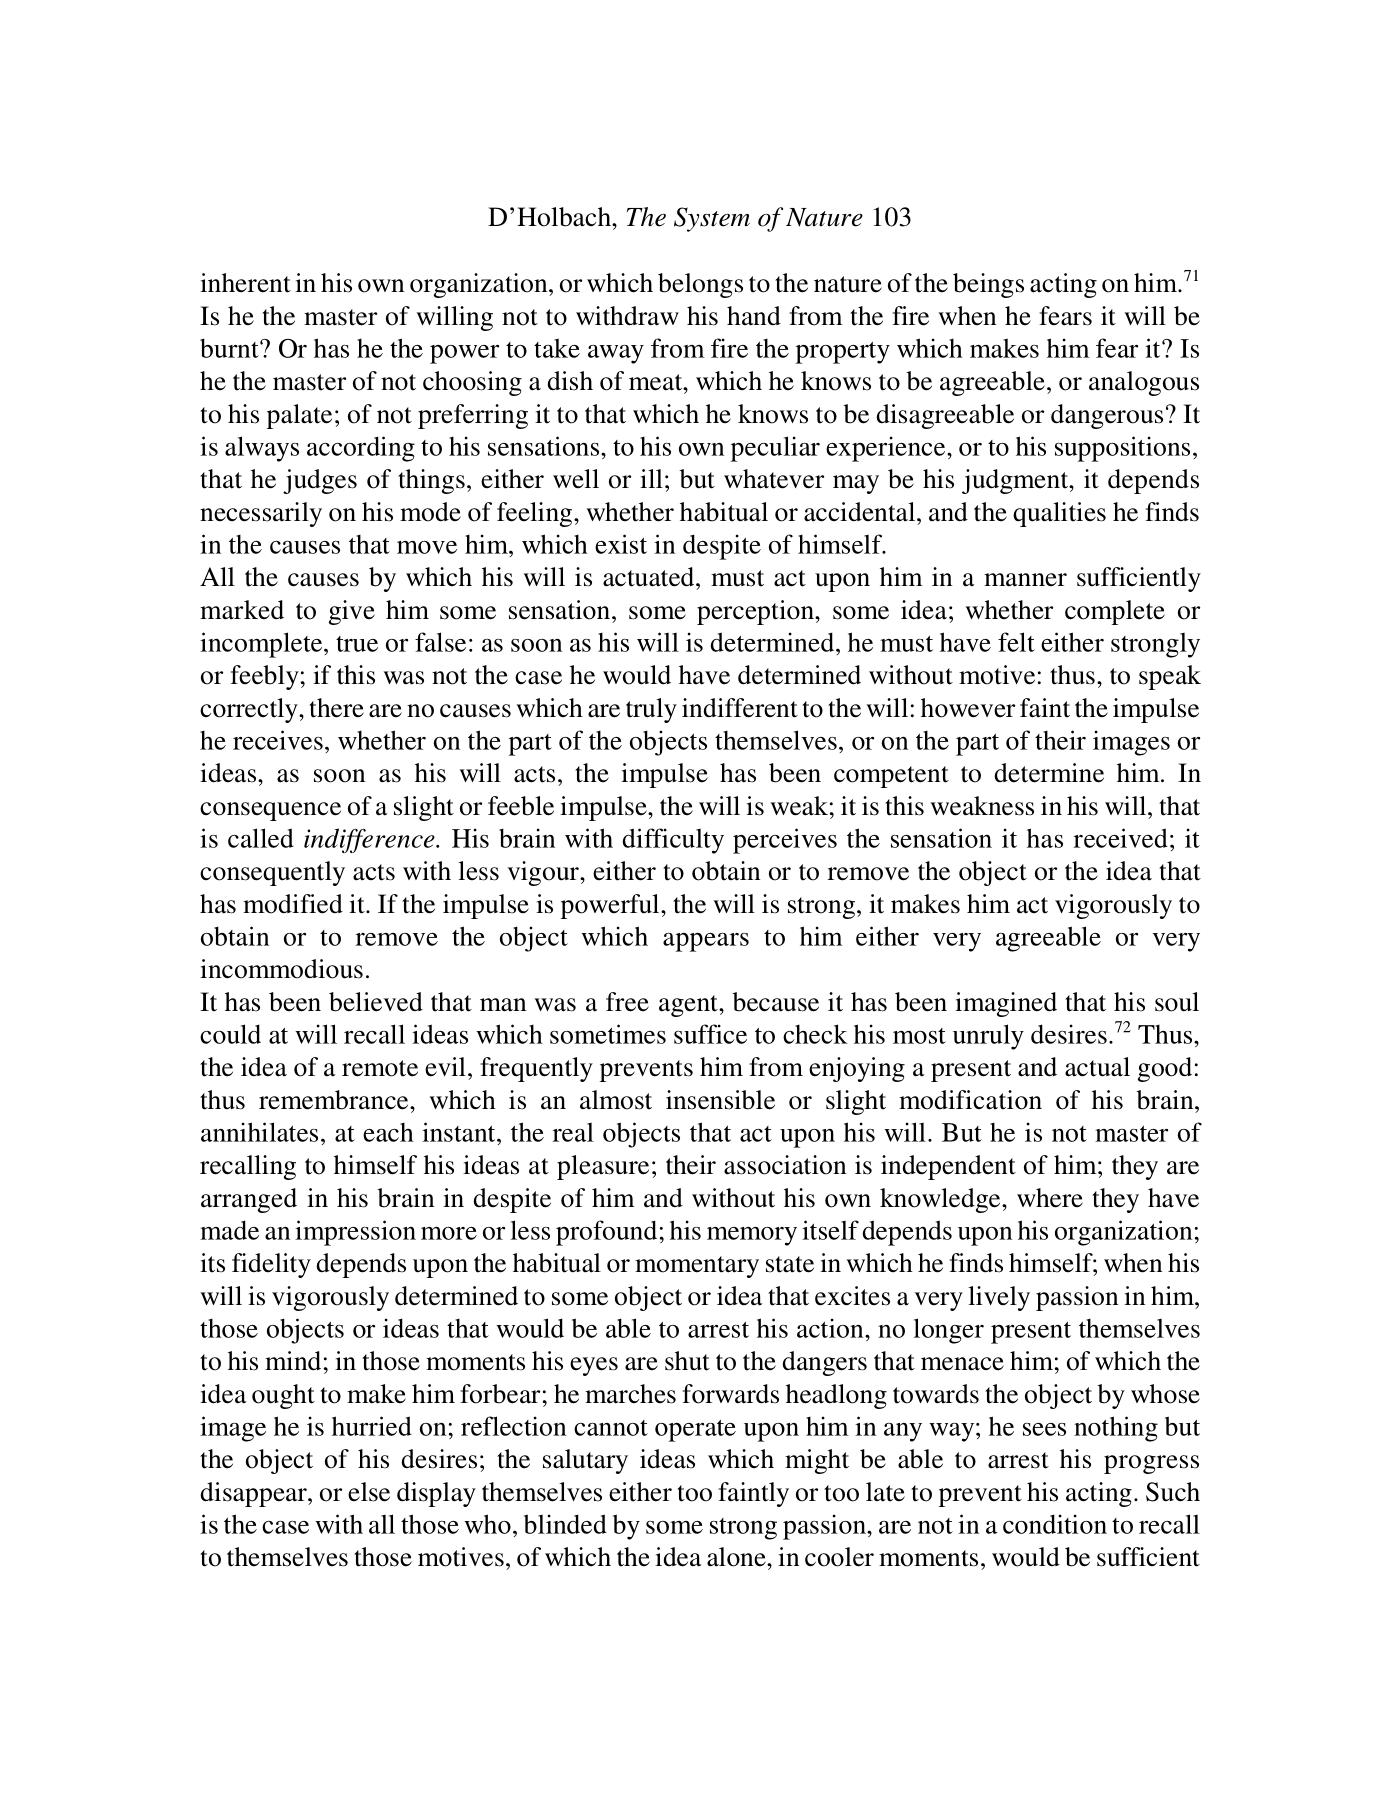 D’Holbach, The System of Nature 103
inherent in his own organization, or which belongs to the nature of the beings acting on him.71
Is he the master of willing not to withdraw his hand from the fire when he fears it will be
burnt? Or has he the power to take away from fire the property which makes him fear it? Is
he the master of not choosing a dish of meat, which he knows to be agreeable, or analogous
to his palate; of not preferring it to that which he knows to be disagreeable or dangerous? It
is always according to his sensations, to his own peculiar experience, or to his suppositions,
that he judges of things, either well or ill; but whatever may be his judgment, it depends
necessarily on his mode of feeling, whether habitual or accidental, and the qualities he finds
in the causes that move him, which exist in despite of himself.
All the causes by which his will is actuated, must act upon him in a manner sufficiently
marked to give him some sensation, some perception, some idea; whether complete or
incomplete, true or false: as soon as his will is determined, he must have felt either strongly
or feebly; if this was not the case he would have determined without motive: thus, to speak
correctly, there are no causes which are truly indifferent to the will: however faint the impulse
he receives, whether on the part of the objects themselves, or on the part of their images or
ideas, as soon as his will acts, the impulse has been competent to determine him. In
consequence of a slight or feeble impulse, the will is weak; it is this weakness in his will, that
is called indifference. His brain with difficulty perceives the sensation it has received; it
consequently acts with less vigour, either to obtain or to remove the object or the idea that
has modified it. If the impulse is powerful, the will is strong, it makes him act vigorously to
obtain or to remove the object which appears to him either very agreeable or very
incommodious.
It has been believed that man was a free agent, because it has been imagined that his soul
could at will recall ideas which sometimes suffice to check his most unruly desires.72 Thus,
the idea of a remote evil, frequently prevents him from enjoying a present and actual good:
thus remembrance, which is an almost insensible or slight modification of his brain,
annihilates, at each instant, the real objects that act upon his will. But he is not master of
recalling to himself his ideas at pleasure; their association is independent of him; they are
arranged in his brain in despite of him and without his own knowledge, where they have
made an impression more or less profound; his memory itself depends upon his organization;
its fidelity depends upon the habitual or momentary state in which he finds himself; when his
will is vigorously determined to some object or idea that excites a very lively passion in him,
those objects or ideas that would be able to arrest his action, no longer present themselves
to his mind; in those moments his eyes are shut to the dangers that menace him; of which the
idea ought to make him forbear; he marches forwards headlong towards the object by whose
image he is hurried on; reflection cannot operate upon him in any way; he sees nothing but
the object of his desires; the salutary ideas which might be able to arrest his progress
disappear, or else display themselves either too faintly or too late to prevent his acting. Such
is the case with all those who, blinded by some strong passion, are not in a condition to recall
to themselves those motives, of which the idea alone, in cooler moments, would be sufficient